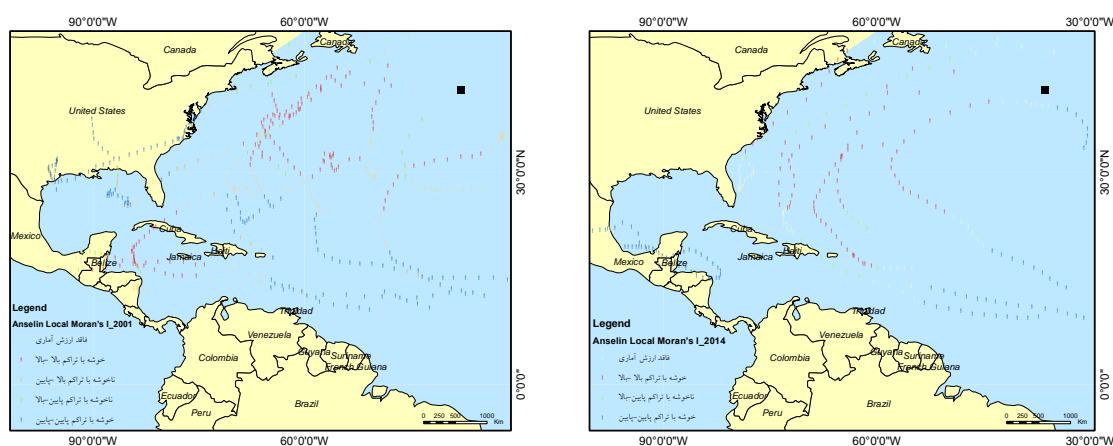 90°0'0"W 60°0'0"W
Canada
Canada
United States
30°0'0"N
Mexico
Cuba
Haiti
Jamaica
Belize
Legend
Anselin Local Moran's I_2001
فاقد ارزش آماری
خوشه با تراکم بالا -بالا
ناخوشه با تراکم بالا -پایین
ناخوشه با تراکم پایین-بالا
خوشه با تراکم پایین-پایین
Trinidad
Venezuela
Guyana
Suriname
French Guiana
Colombia
Ecuador
Peru
Brazil
0°0'0"
0 250 500 1000
Km
90°0'0"W 60°0'0"W
90°0'0"W 60°0'0"W 30°0'0"W
Canada
Canada
United States
30°0'0"N
Mexico
Cuba
Haiti
Jamaica
Belize
Legend
Anselin Local Moran's I_2014
فاقد ارزش آماری
خوشه با تراکم بالا -بالا
ناخوشه با تراکم پایین-بالا
خوشه با تراکم پایین-پایین
Trinidad
Venezuela
Guyana
Suriname
French Guiana
Colombia
Ecuador
Peru
Brazil
0°0'0"
0 250 500 1000
Km
90°0'0"W 60°0'0"W 30°0'0"W